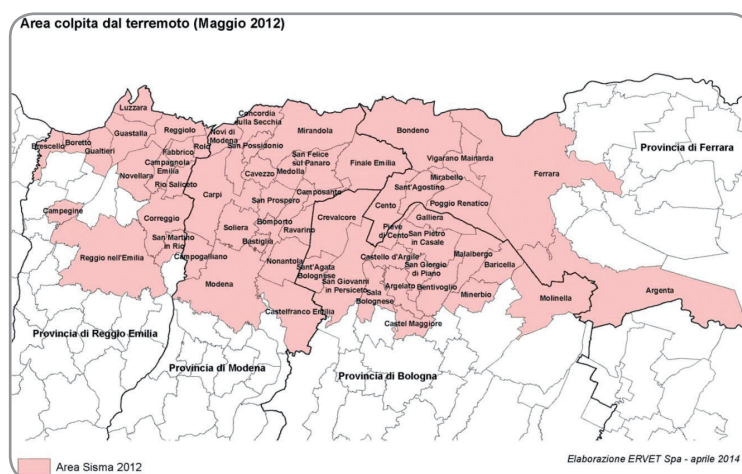 Area colpita dal terremoto (Maggio 2012)
Luzzara
Concordia
sulla Secchia
Brescello
Boretto
Gualtieri
Guastalla
Reggiolo
Rolo
Novi di
Modena
Mirandola
Bondeno
Fabbrico
San Possidonio
Provincia di Ferrara
Novellara
Campagnola
Emilia
Rio Saliceto
Cavezzo
San Felice
sul Panaro
Medolla
Finale Emilia
Vigarano Mainarda
Mirabello
Sant'Agostino
Ferrara
Carpi
San Prospero
Camposanto
Cento
Poggio Renatico
Campegine
Correggio
Soliera
Bomporto
Ravarino
Crevalcore
Pieve
di Cento
Galliera
San Pietro
in Casale
San Martino
in Rio
Bastiglia
Reggio nell'Emilia
Campogalliano
Nonantola
Sant'Agata
Bolognese
Castello d'Argile
San Giorgio
di Piano
Malalbergo
Baricella
Modena
San Giovanni
in Persiceto
Sala
Bolognese
Argelato
Bentivoglio
Minerbio
Molinella
Argenta
Castelfranco Emilia
Castel Maggiore
Provincia di Reggio Emilia
Provincia di Modena
Provincia di Bologna
Area Sisma 2012
Elaborazione ERVET Spa - aprile 2014